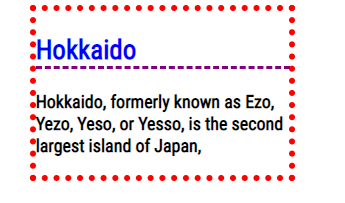 Hokkaido
Hokkaido, formerly known as Ezo,
Yezo, Yeso, or Yesso, is the second
largest island of Japan,